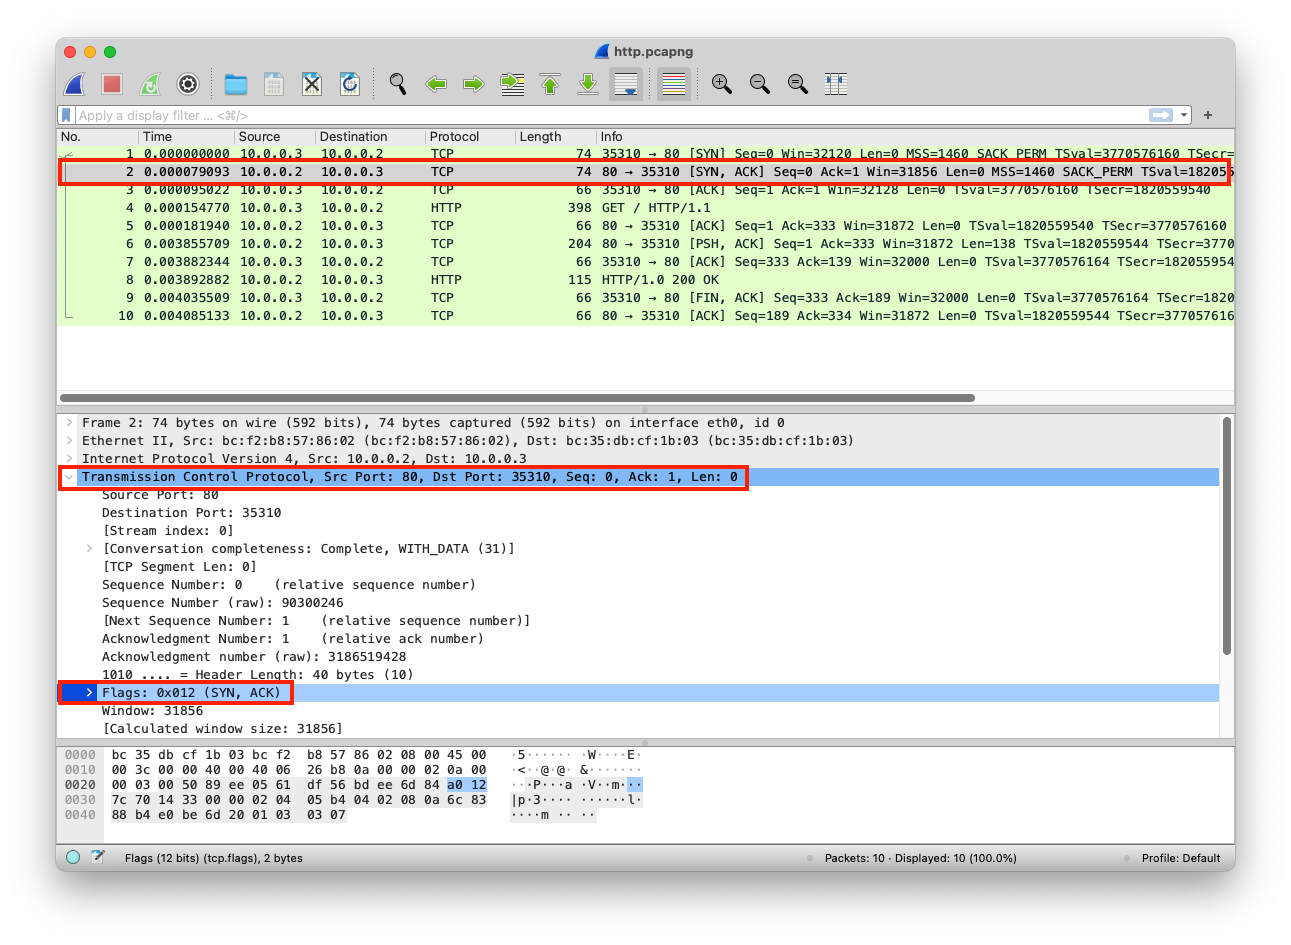 http.pcapng
Apply a display filter ... <⌘/>
+
No. Time Source Destination Protocol Length Info
1 0.000000000 10.0.0.3 10.0.0.2 TCP 74 35310 → 80 [SYN] Seq=0 Win=32120 Len=0 MSS=1460 SACK_PERM TSval=3770576160 TSecr=
2 0.000079093 10.0.0.2 10.0.0.3 TCP 74 80 → 35310 [SYN, ACK] Seq=0 Ack=1 Win=31856 Len=0 MSS=1460 SACK_PERM TSval=18205
3 0.000095022 10.0.0.3 10.0.0.2 TCP 66 35310 → 80 [ACK] Seq=1 Ack=1 Win=32128 Len=0 TSval=3770576160 TSecr=1820559540
4 0.000154770 10.0.0.3 10.0.0.2 HTTP 398 GET / HTTP/1.1
5 0.000181940 10.0.0.2 10.0.0.3 TCP 66 80 → 35310 [ACK] Seq=1 Ack=333 Win=31872 Len=0 TSval=1820559540 TSecr=3770576160
6 0.003855709 10.0.0.2 10.0.0.3 TCP 204 80 → 35310 [PSH, ACK] Seq=1 Ack=333 Win=31872 Len=138 TSval=1820559544 TSecr=3770
7 0.003882344 10.0.0.3 10.0.0.2 TCP 66 35310 → 80 [ACK] Seq=333 Ack=139 Win=32000 Len=0 TSval=3770576164 TSecr=182055954
8 0.003892882 10.0.0.2 10.0.0.3 HTTP 115 HTTP/1.0 200 OK
9 0.004035509 10.0.0.3 10.0.0.2 TCP 66 35310 → 80 [FIN, ACK] Seq=333 Ack=189 Win=32000 Len=0 TSval=3770576164 TSecr=1820
10 0.004085133 10.0.0.2 10.0.0.3 TCP 66 80 → 35310 [ACK] Seq=189 Ack=334 Win=31872 Len=0 TSval=1820559544 TSecr=377057616
Frame 2: 74 bytes on wire (592 bits), 74 bytes captured (592 bits) on interface eth0, id 0
Ethernet II, Src: bc:f2:b8:57:86:02 (bc:f2:b8:57:86:02), Dst: bc:35:db:cf:1b:03 (bc:35:db:cf:1b:03)
Internet Protocol Version 4, Src: 10.0.0.2, Dst: 10.0.0.3
Transmission Control Protocol, Src Port: 80, Dst Port: 35310, Seq: 0, Ack: 1, Len: 0
Source Port: 80
Destination Port: 35310
[Stream index: 0]
[Conversation completeness: Complete, WITH_DATA (31)]
[TCP Segment Len: 0]
Sequence Number: 0 (relative sequence number)
Sequence Number (raw): 90300246
[Next Sequence Number: 1 (relative sequence number)]
Acknowledgment Number: 1 (relative ack number)
Acknowledgment number (raw): 3186519428
1010 .... = Header Length: 40 bytes (10)
Flags: 0x012 (SYN, ACK)
Window: 31856
[Calculated window size: 31856]
0000 bc 35 db cf 1b 03 bc f2 b8 57 86 02 08 00 45 00 ·5······ ·W····E·
0010 00 3c 00 00 40 00 40 06 26 b8 0a 00 00 02 0a 00 ·<··@·@· &·······
0020 00 03 00 50 89 ee 05 61 df 56 bd ee 6d 84 a0 12 ···P···a ·V··m···
0030 7c 70 14 33 00 00 02 04 05 b4 04 02 08 0a 6c 83 |p·3···· ······l·
0040 88 b4 e0 be 6d 20 01 03 03 07 ····m ·· ··
Flags (12 bits) (tcp.flags), 2 bytes
Packets: 10 · Displayed: 10 (100.0%)
Profile: Default